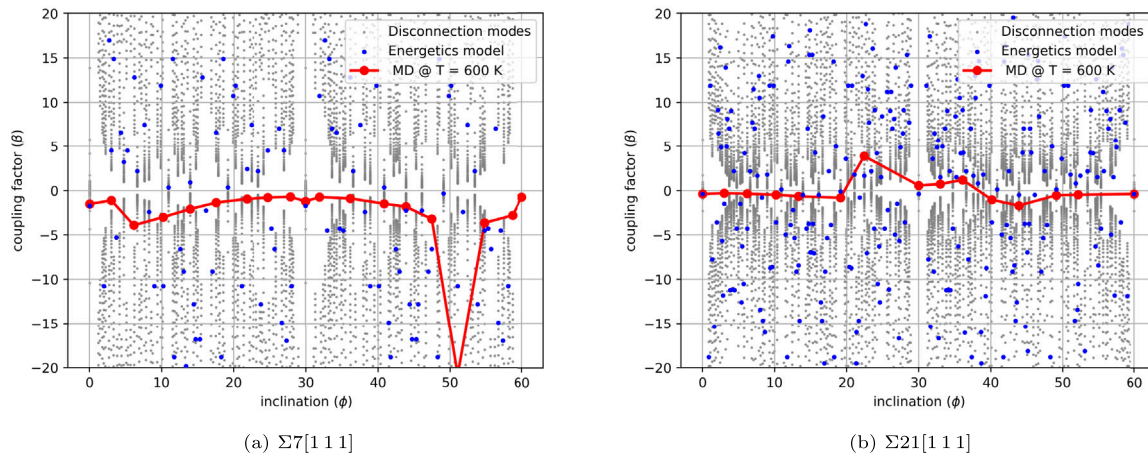 20
15
10
5
0
−5
−10
−15
−20
coupling factor (β)
Disconnection modes
Energetics model
MD @ T = 600 K
0 10 20 30 40 50 60
inclination (ϕ)
(a) Σ7[1 1 1]
20
15
10
5
0
−5
−10
−15
−20
coupling factor (β)
Disconnection modes
Energetics model
MD @ T = 600 K
0 10 20 30 40 50 60
inclination (ϕ)
(b) Σ21[1 1 1]